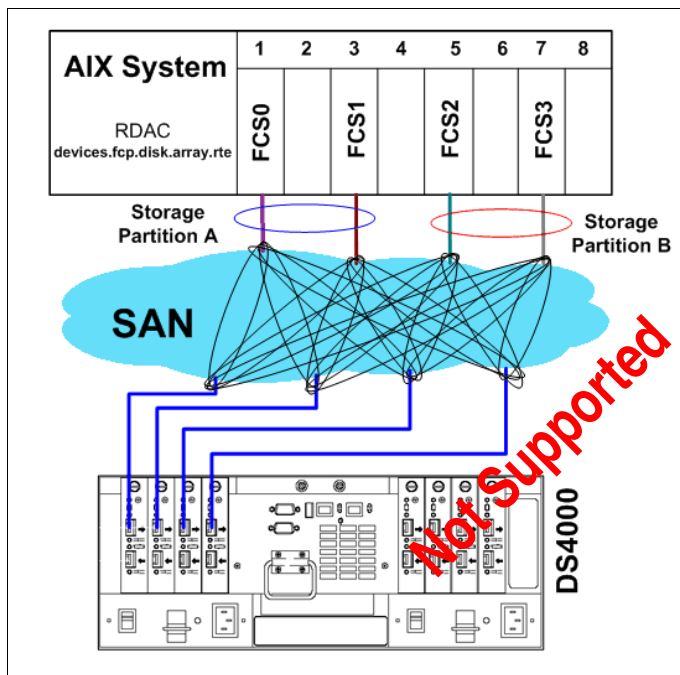 AIX System
RDAC
devices.fcp.disk.array.rte
1 2 3 4 5 6 7 8
FCS0
FCS1
FCS2
FCS3
Storage
Partition A
Storage
Partition B
SAN
Not Supported
DS4000